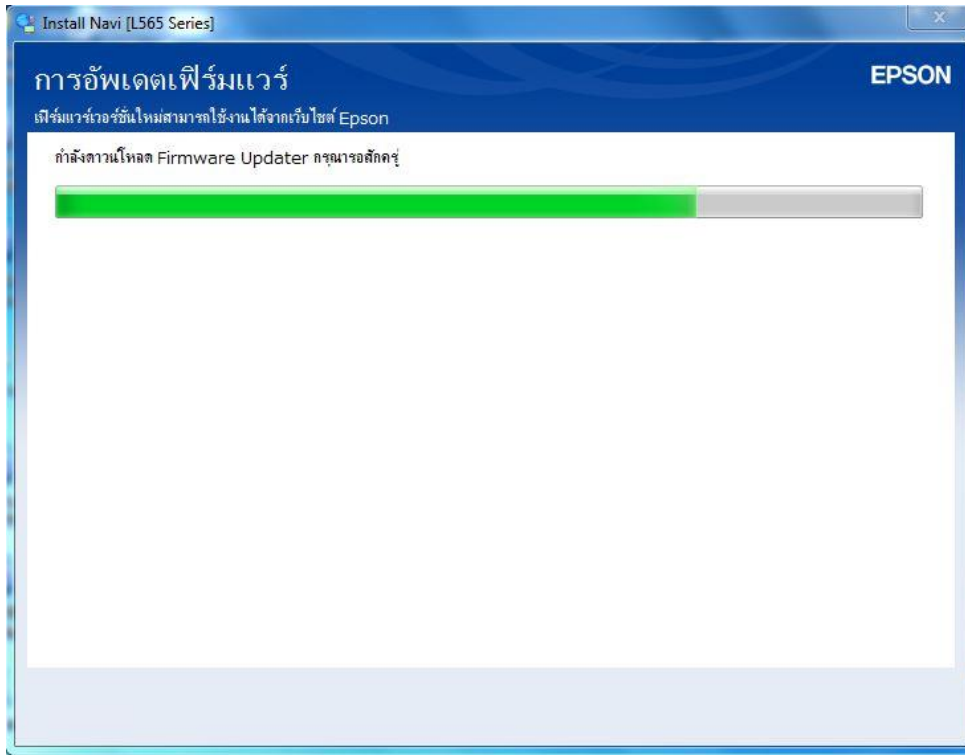 Install Navi [L565 Series]
การอัพเดตเฟิร์มแวร์
EPSON
เฟิร์มแวร์เวอร์ชั่นใหม่สามารถใช้งานได้จากเว็บไซต์ Epson
กำลังดาวน์โหลด Firmware Updater กรุณารอสักครู่